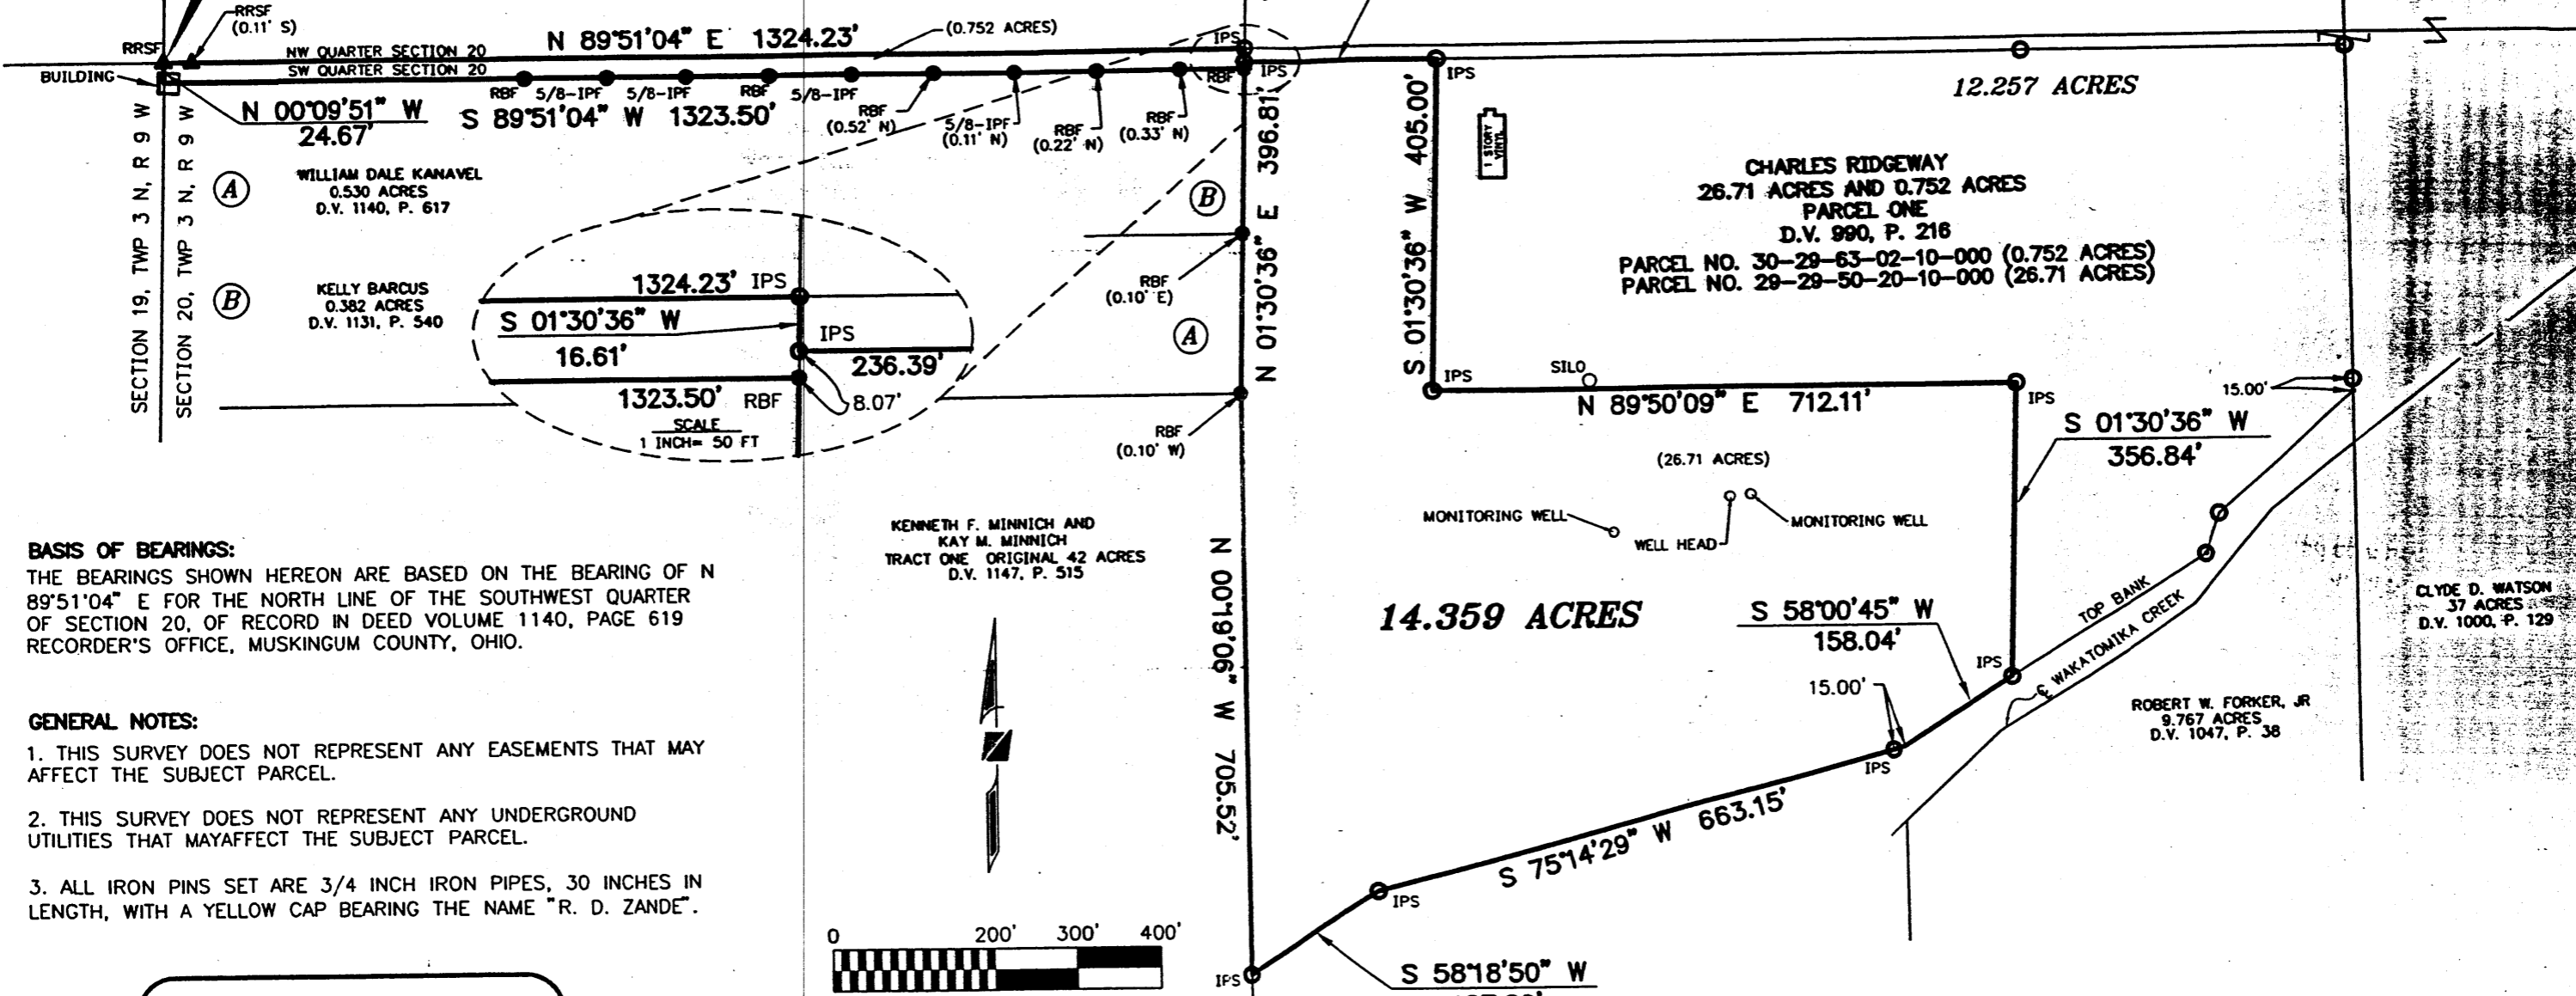 RRSF
(0.11' S)
RRSF
NW QUARTER SECTION 20
SW QUARTER SECTION 20
N 89°51'04" E 1324.23'
(0.752 ACRES)
IPS
IPS
RBF
IPS
BUILDING
N 00°09'51" W
24.67'
RBF
5/8-IPF
5/8-IPF
RBF
5/8-IPF
S 89°51'04" W 1323.50'
RBF
(0.52' N)
5/8-IPF
(0.11' N)
RBF
(0.22' N)
RBF
(0.33' N)
12.257 ACRES
1 STORY
VINYL
SECTION 19, TWP 3 N, R 9 W
SECTION 20, TWP 3 N, R 9 W
A
WILLIAM DALE KANAVEL
0.530 ACRES
D.V. 1140, P. 617
B
KELLY BARCUS
0.382 ACRES
D.V. 1131, P. 540
1324.23' IPS
S 01°30'36" W
16.61'
IPS
236.39'
1323.50' RBF
8.07'
SCALE
1 INCH= 50 FT
B
RBF
(0.10' E)
A
RBF
(0.10' W)
N 01°30'36" E 396.81'
S 01°30'36" W 405.00'
CHARLES RIDGEWAY
26.71 ACRES AND 0.752 ACRES
PARCEL ONE
D.V. 990, P. 216
PARCEL NO. 30-29-63-02-10-000 (0.752 ACRES)
PARCEL NO. 29-29-50-20-10-000 (26.71 ACRES)
IPS
SILO
N 89°50'09" E 712.11'
IPS
15.00'
S 01°30'36" W
356.84'
(26.71 ACRES)
MONITORING WELL
WELL HEAD
MONITORING WELL
BASIS OF BEARINGS:
THE BEARINGS SHOWN HEREON ARE BASED ON THE BEARING OF N
89°51'04" E FOR THE NORTH LINE OF THE SOUTHWEST QUARTER
OF SECTION 20, OF RECORD IN DEED VOLUME 1140, PAGE 619
RECORDER'S OFFICE, MUSKINGUM COUNTY, OHIO.
KENNETH F. MINNICH AND
KAY M. MINNICH
TRACT ONE ORIGINAL 42 ACRES
D.V. 1147, P. 515
N 00°19'06" W 705.52'
14.359 ACRES
S 58°00'45" W
158.04'
15.00'
IPS
IPS
TOP BANK
℄ WAKATOMIKA CREEK
CLYDE D. WATSON
37 ACRES
D.V. 1000, P. 129
ROBERT W. FORKER, JR
9.767 ACRES
D.V. 1047, P. 38
GENERAL NOTES:
1. THIS SURVEY DOES NOT REPRESENT ANY EASEMENTS THAT MAY
AFFECT THE SUBJECT PARCEL.
2. THIS SURVEY DOES NOT REPRESENT ANY UNDERGROUND
UTILITIES THAT MAYAFFECT THE SUBJECT PARCEL.
3. ALL IRON PINS SET ARE 3/4 INCH IRON PIPES, 30 INCHES IN
LENGTH, WITH A YELLOW CAP BEARING THE NAME "R. D. ZANDE".
S 75°14'29" W 663.15'
IPS
0 200' 300' 400'
IPS
S 58°18'50" W